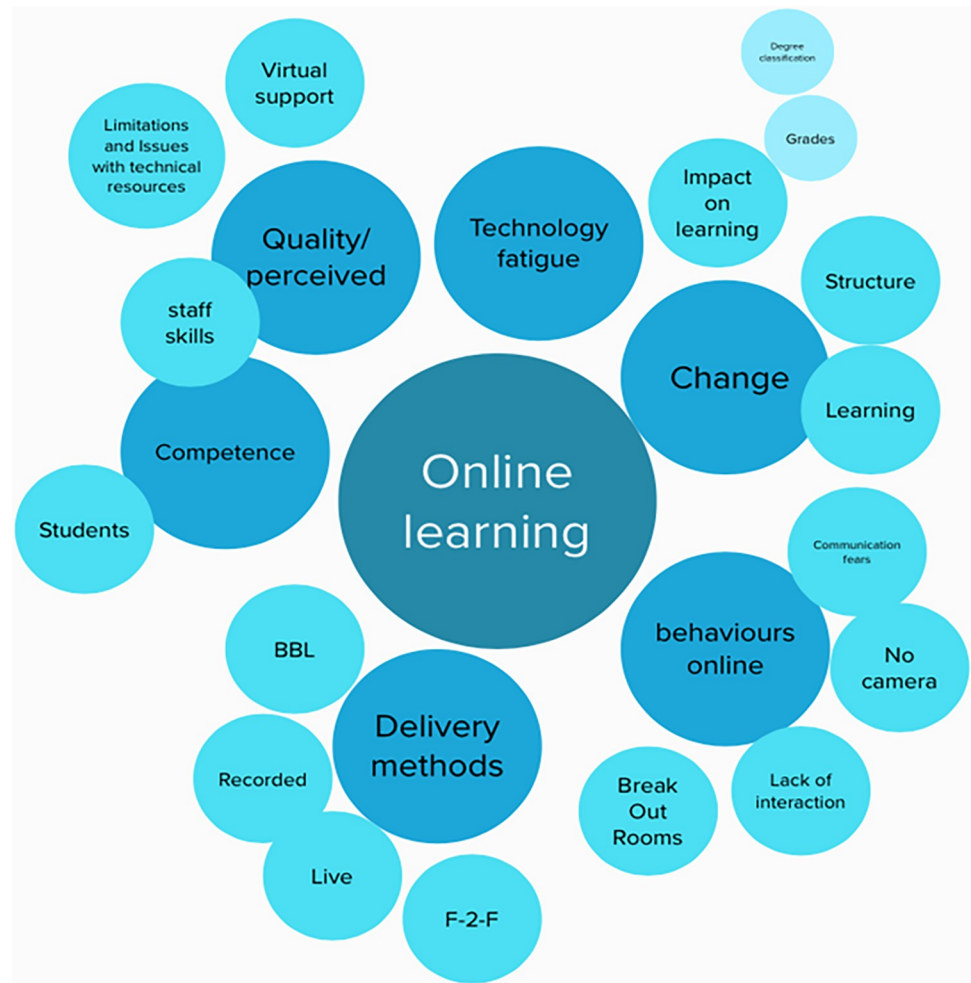 Degree
classification
Virtual
support
Limitations
and Issues
with technical
resources
Grades
Impact
on
learning
Technology
fatigue
Quality/
perceived
Structure
staff
skills
Change
Learning
Competence
Online
learning
Students
Communication
fears
behaviours
online
BBL
No
camera
Delivery
methods
Recorded
Break
Out
Rooms
Lack of
interaction
Live
F-2-F